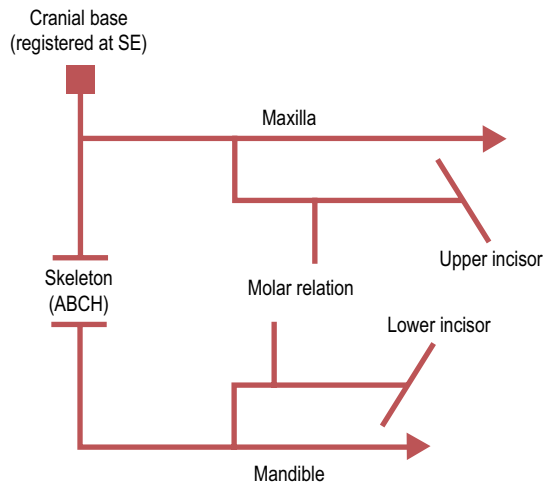 Cranial base
(registered at SE)
Maxilla
Upper incisor
Skeleton
(ABCH)
Molar relation
Lower incisor
Mandible